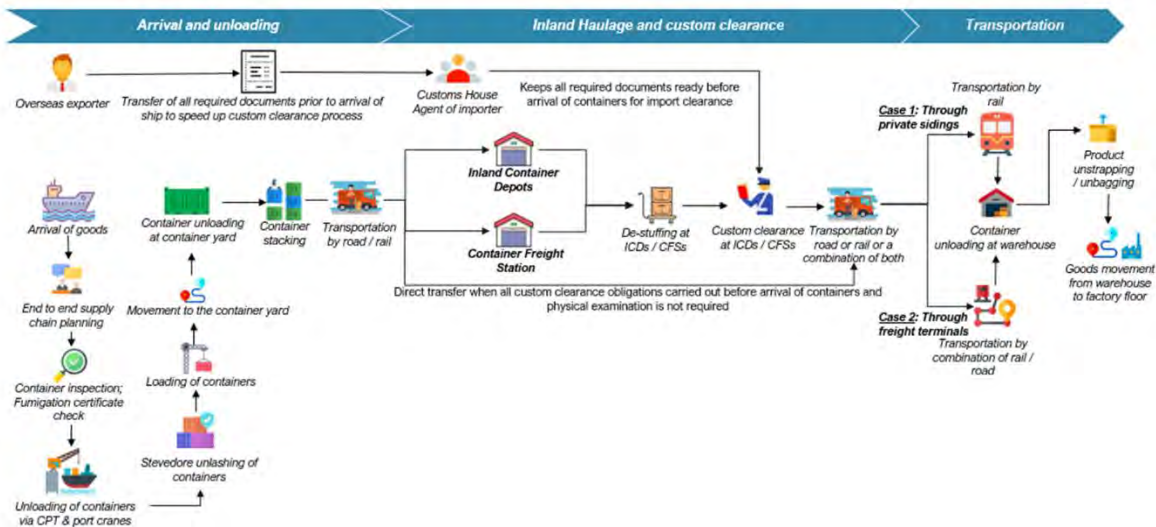 Arrival and unloading
Inland Haulage and custom clearance
Transportation
Overseas exporter
Transfer of all required documents prior to arrival of
ship to speed up custom clearance process
Customs House
Agent of importer
Keeps all required documents ready before
arrival of containers for import clearance
Arrival of goods
End to end supply
chain planning
Container inspection;
Fumigation certificate
check
Unloading of containers
via CPT & port cranes
Stevedore unlashing of
containers
Loading of containers
Movement to the container yard
Container unloading
at container yard
Container
stacking
Transportation
by road / rail
Inland Container
Depots
Container Freight
Station
De-stuffing at
ICDs / CFSs
Custom clearance
at ICDs / CFSs
Transportation by
road or rail or a
combination of both
Direct transfer when all custom clearance obligations carried out before arrival of containers and
physical examination is not required
Case 1: Through
private sidings
Transportation by
rail
Container
unloading at warehouse
Case 2: Through
freight terminals
Transportation by
combination of rail /
road
Product
unstrapping
/ unbagging
Goods movement
from warehouse
to factory floor